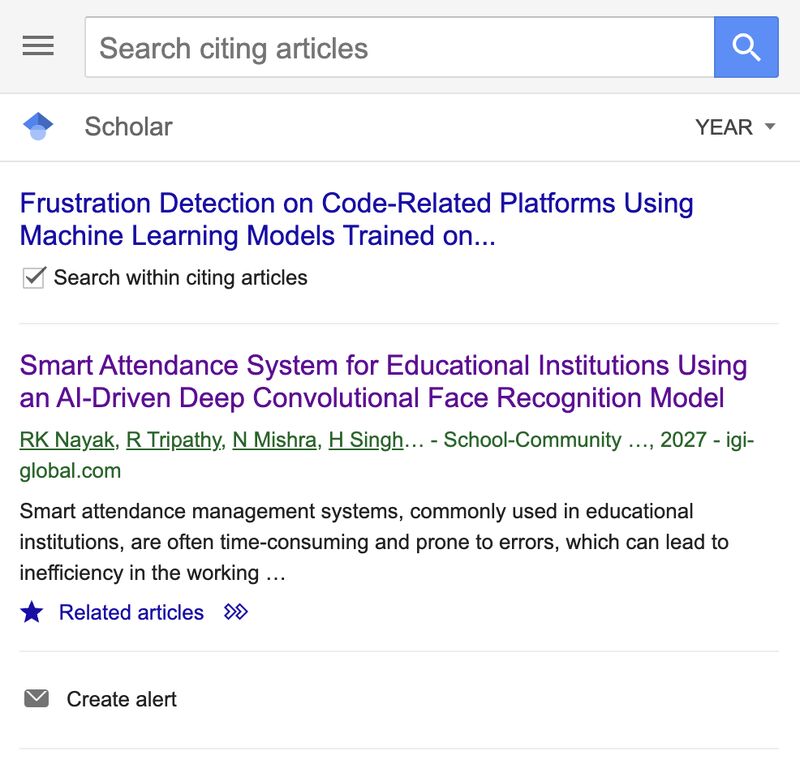 Search citing articles
Scholar
YEAR
Frustration Detection on Code-Related Platforms Using
Machine Learning Models Trained on...
Search within citing articles
Smart Attendance System for Educational Institutions Using
an AI-Driven Deep Convolutional Face Recognition Model
RK Nayak, R Tripathy, N Mishra, H Singh… - School-Community …, 2027 - igi-
global.com
Smart attendance management systems, commonly used in educational
institutions, are often time-consuming and prone to errors, which can lead to
inefficiency in the working …
Related articles
Create alert